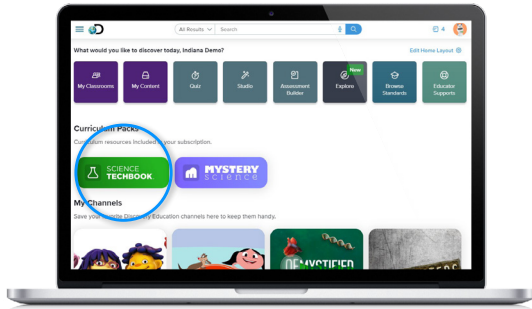 D
All Results Search
4
What would you like to discover today, Indiana Demo?
Edit Home Layout
New
My Classrooms
My Content
Quiz
Studio
Assessment
Builder
Explore
Browse
Standards
Educator
Supports
Curriculum Packs
Curriculum resources included in your subscription.
SCIENCE
TECHBOOK
MYSTERY
science
My Channels
Save your favorite Discovery Education channels here to keep them handy.
DEMYSTIFIED